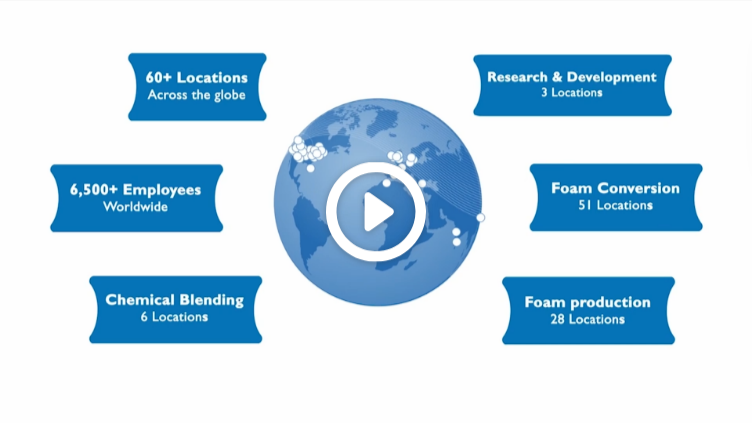 60+ Locations
Across the globe
Research & Development
3 Locations
6,500+ Employees
Worldwide
Foam Conversion
51 Locations
Chemical Blending
6 Locations
Foam production
28 Locations